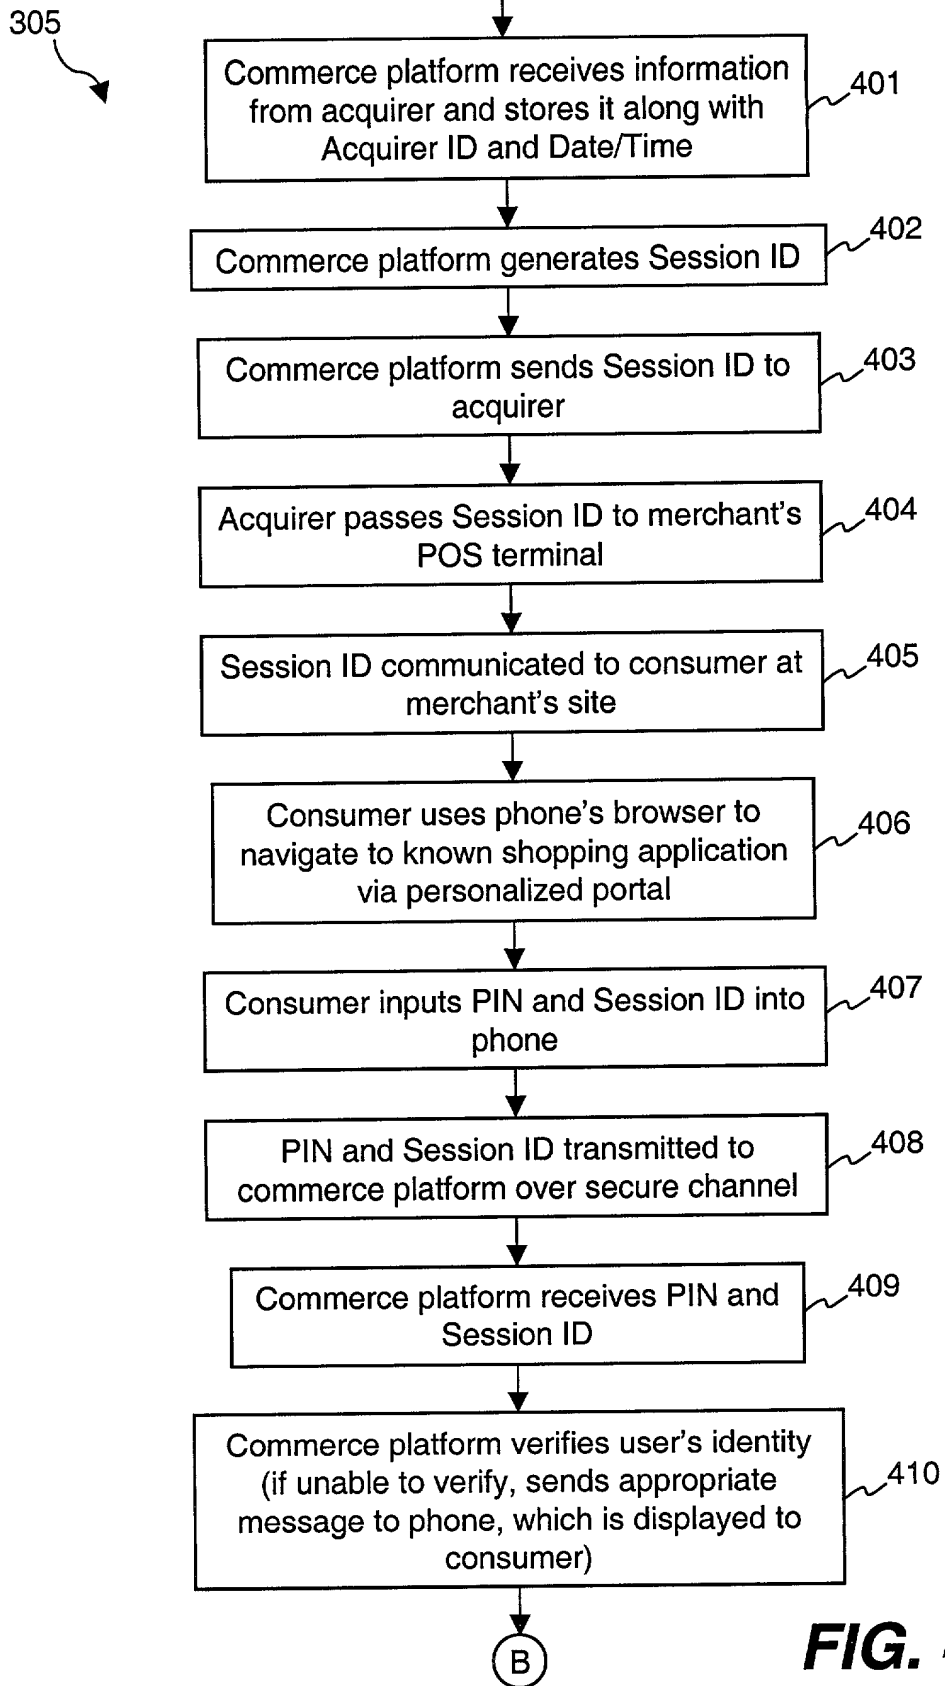 305
Commerce platform receives information
from acquirer and stores it along with
Acquirer ID and Date/Time
401
Commerce platform generates Session ID
402
Commerce platform sends Session ID to
acquirer
403
Acquirer passes Session ID to merchant's
POS terminal
404
Session ID communicated to consumer at
merchant's site
405
Consumer uses phone's browser to
navigate to known shopping application
via personalized portal
406
Consumer inputs PIN and Session ID into
phone
407
PIN and Session ID transmitted to
commerce platform over secure channel
408
Commerce platform receives PIN and
Session ID
409
Commerce platform verifies user's identity
(if unable to verify, sends appropriate
message to phone, which is displayed to
consumer)
410
B
FIG.